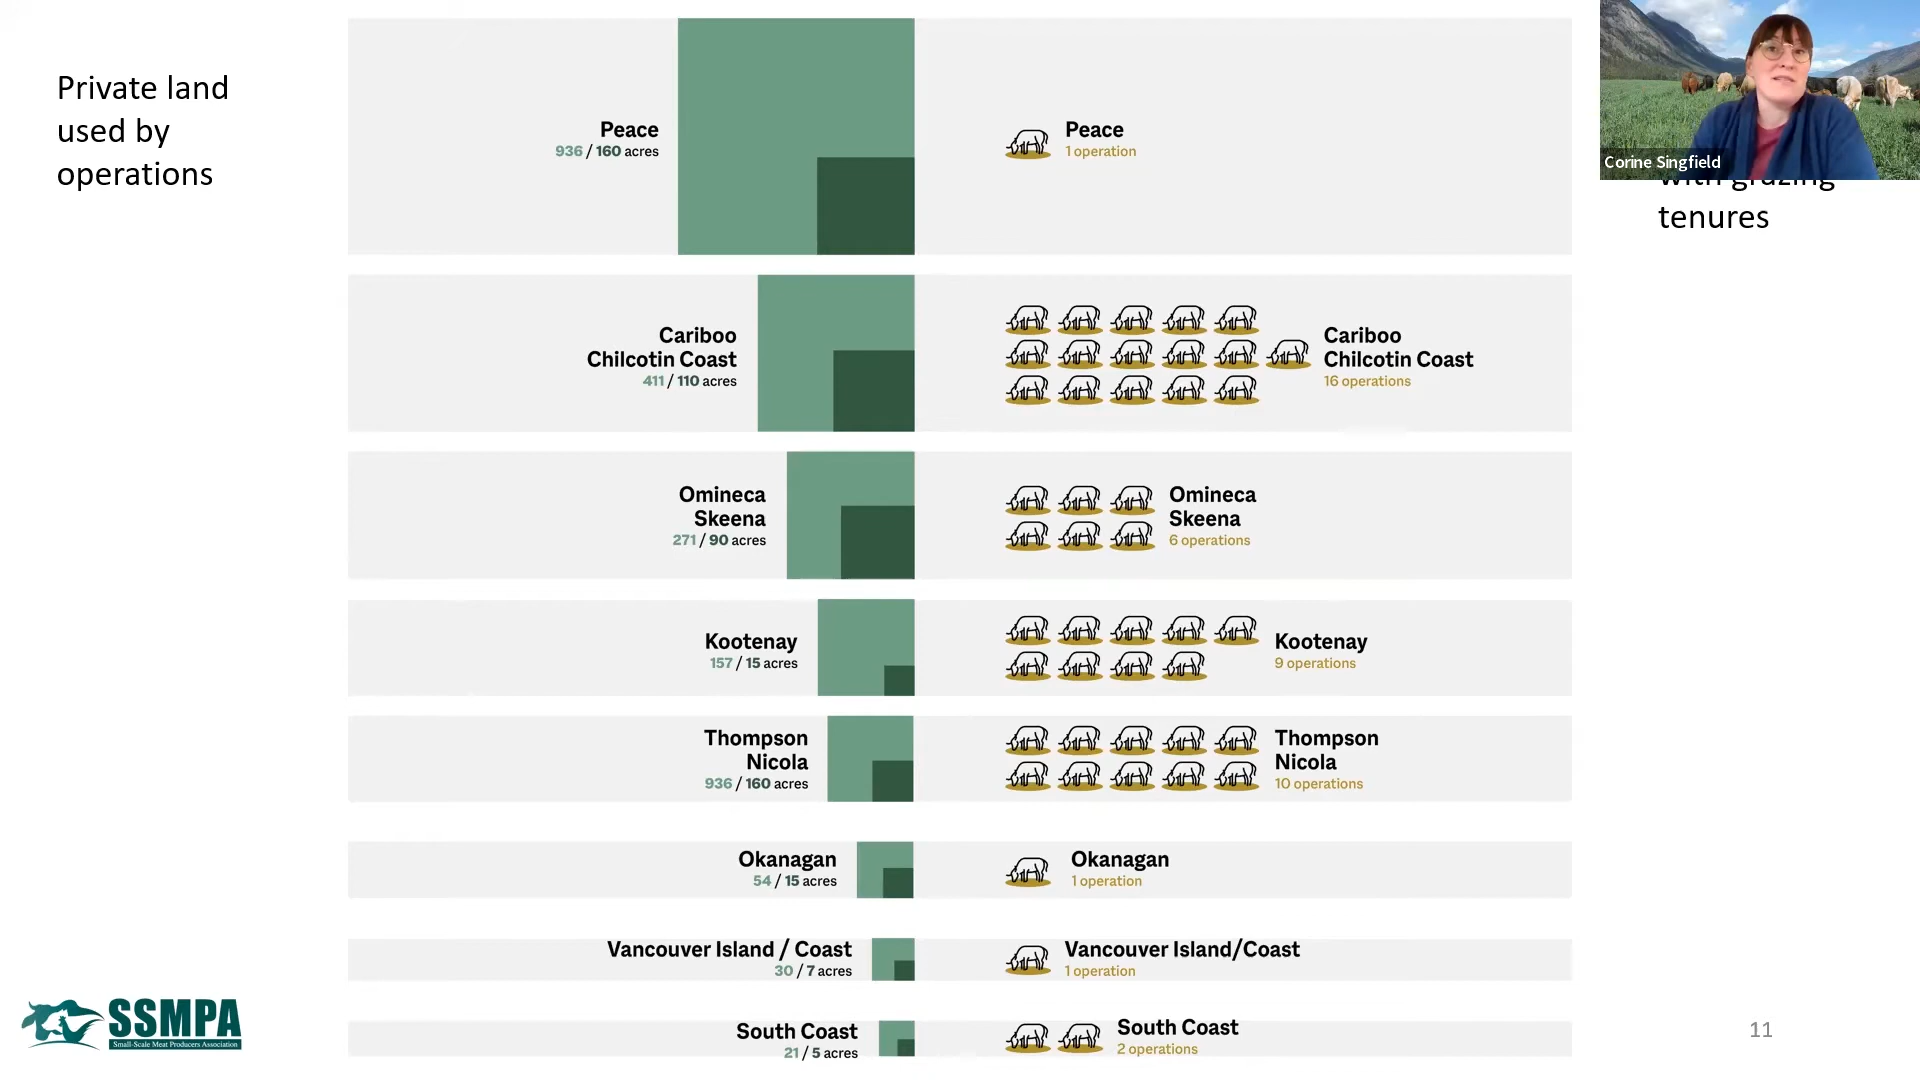 Private land
used by
operations
Peace
936 / 160 acres
Peace
1 operation
Corine Singfield
with grazing
tenures
Cariboo
Chilcotin Coast
411 / 110 acres
Cariboo
Chilcotin Coast
16 operations
Omineca
Skeena
271 / 90 acres
Omineca
Skeena
6 operations
Kootenay
157 / 15 acres
Kootenay
9 operations
Thompson
Nicola
936 / 160 acres
Thompson
Nicola
10 operations
Okanagan
54 / 15 acres
Okanagan
1 operation
Vancouver Island / Coast
30 / 7 acres
Vancouver Island/Coast
1 operation
South Coast
21 / 5 acres
South Coast
2 operations
SSMPA
Small-Scale Meat Producers Association
11